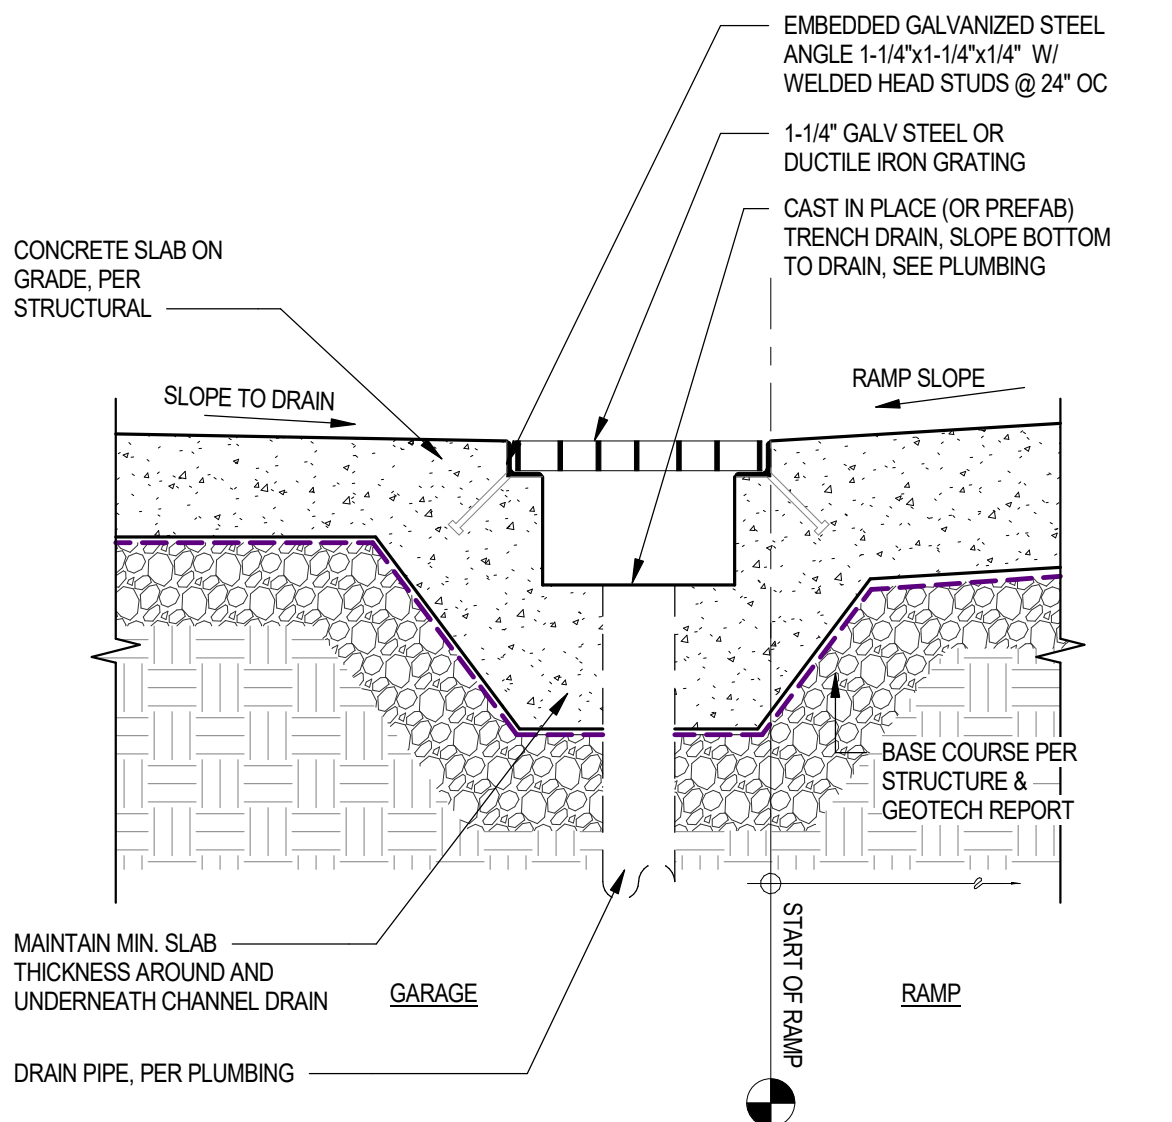 EMBEDDED GALVANIZED STEEL
ANGLE 1-1/4"x1-1/4"x1/4" W/
WELDED HEAD STUDS @ 24" OC
1-1/4" GALV STEEL OR
DUCTILE IRON GRATING
CAST IN PLACE (OR PREFAB)
TRENCH DRAIN, SLOPE BOTTOM
TO DRAIN, SEE PLUMBING
CONCRETE SLAB ON
GRADE, PER
STRUCTURAL
SLOPE TO DRAIN
RAMP SLOPE
BASE COURSE PER
STRUCTURE &
GEOTECH REPORT
MAINTAIN MIN. SLAB
THICKNESS AROUND AND
UNDERNEATH CHANNEL DRAIN
GARAGE
START OF RAMP
RAMP
DRAIN PIPE, PER PLUMBING